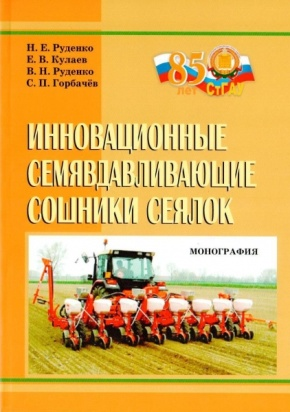 Н. Е. Руденко
Е. В. Кулаев
В. Н. Руденко
С. П. Горбачёв
85
лет
СтГАУ
ИННОВАЦИОННЫЕ
СЕМЯВДАВЛИВАЮЩИЕ
СОШНИКИ СЕЯЛОК
МОНОГРАФИЯ